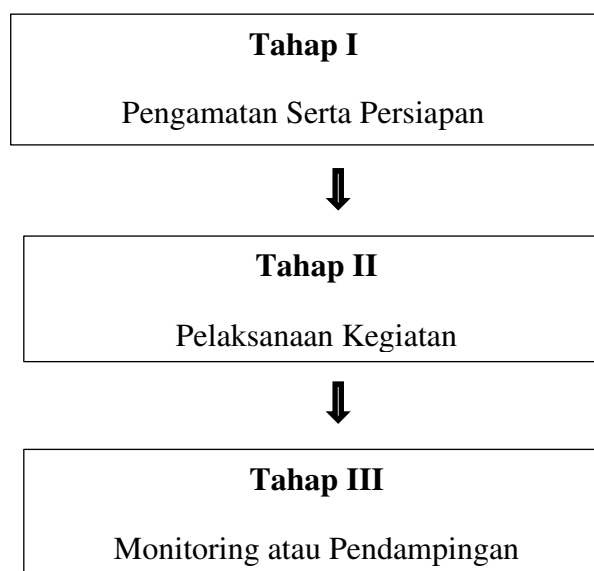 Tahap I
Pengamatan Serta Persiapan
Tahap II
Pelaksanaan Kegiatan
Tahap III
Monitoring atau Pendampingan